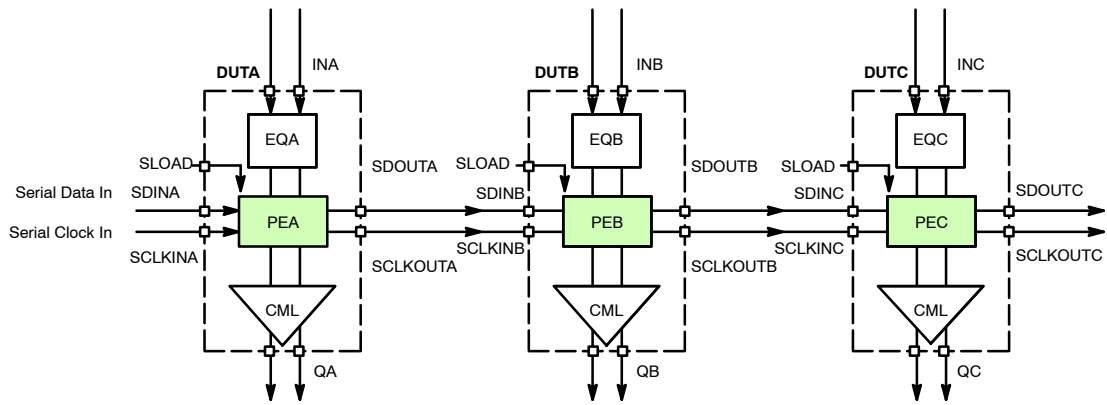 DUTA
INA
EQA
SLOAD
SDOUTA
Serial Data In
SDINA
PEA
Serial Clock In
SCLKINA
SCLKOUTA
CML
QA
DUTB
INB
EQB
SLOAD
SDOUTB
SDINB
PEB
SCLKINB
SCLKOUTB
CML
QB
DUTC
INC
EQC
SLOAD
SDOUTC
SDINC
PEC
SCLKINC
SCLKOUTC
CML
QC